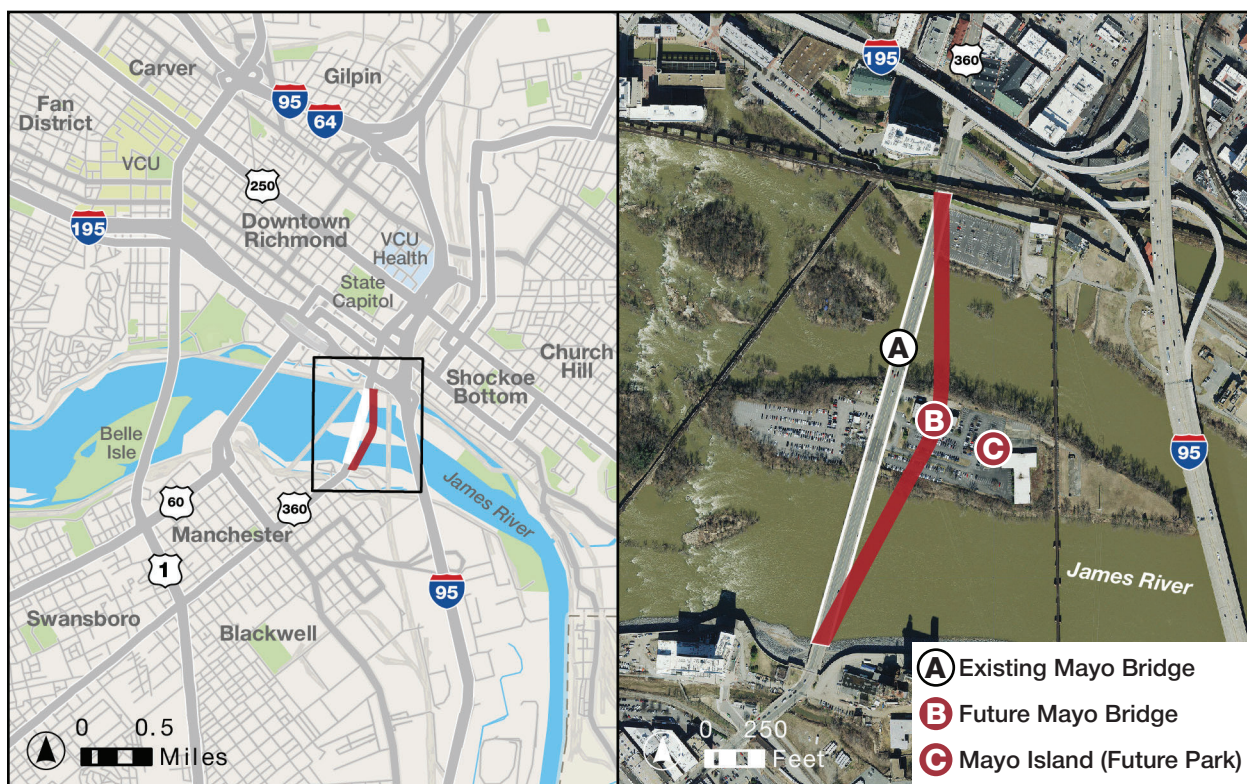 Carver
Gilpin
95
64
Fan
District
VCU
250
195
Downtown
Richmond
VCU
Health
State
Capitol
Church
Hill
Shockoe
Bottom
Belle
Isle
James River
60
360
Manchester
1
95
Swansboro
Blackwell
0 0.5
Miles
195
360
A
B
C
95
James River
0 250
Feet
A Existing Mayo Bridge
B Future Mayo Bridge
C Mayo Island (Future Park)